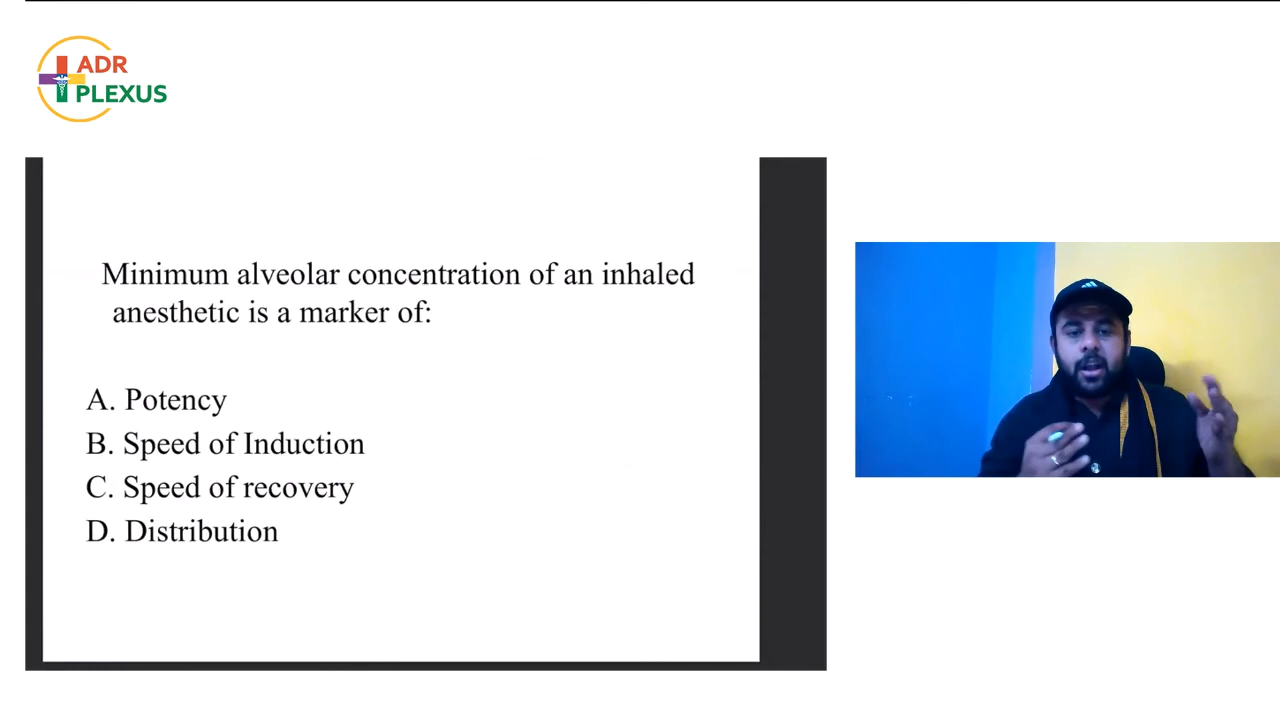 ADR
PLEXUS
Minimum alveolar concentration of an inhaled
anesthetic is a marker of:
A. Potency
B. Speed of Induction
C. Speed of recovery
D. Distribution